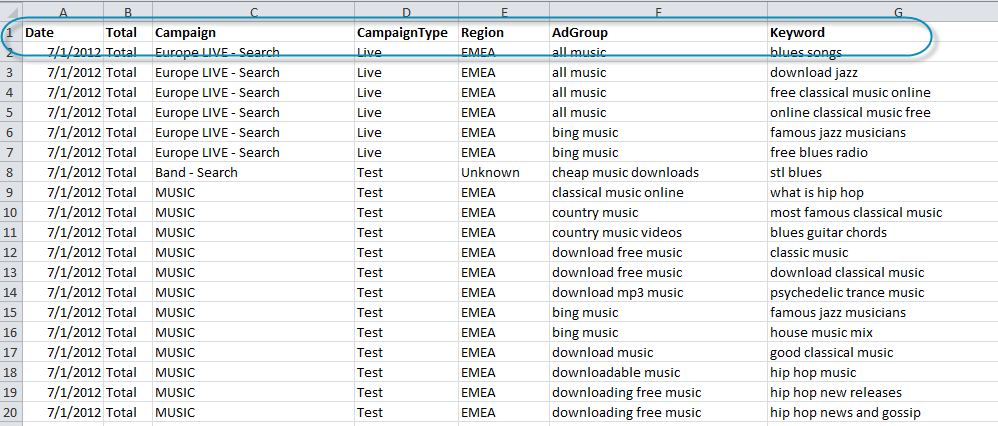 A B C D E F G
1 Date Total Campaign CampaignType Region AdGroup Keyword
2 7/1/2012 Total Europe LIVE - Search Live EMEA all music blues songs
3 7/1/2012 Total Europe LIVE - Search Live EMEA all music download jazz
4 7/1/2012 Total Europe LIVE - Search Live EMEA all music free classical music online
5 7/1/2012 Total Europe LIVE - Search Live EMEA all music online classical music free
6 7/1/2012 Total Europe LIVE - Search Live EMEA bing music famous jazz musicians
7 7/1/2012 Total Europe LIVE - Search Live EMEA bing music free blues radio
8 7/1/2012 Total Band - Search Test Unknown cheap music downloads stl blues
9 7/1/2012 Total MUSIC Test EMEA classical music online what is hip hop
10 7/1/2012 Total MUSIC Test EMEA country music most famous classical music
11 7/1/2012 Total MUSIC Test EMEA country music videos blues guitar chords
12 7/1/2012 Total MUSIC Test EMEA download free music classic music
13 7/1/2012 Total MUSIC Test EMEA download free music download classical music
14 7/1/2012 Total MUSIC Test EMEA download mp3 music psychedelic trance music
15 7/1/2012 Total MUSIC Test EMEA bing music famous jazz musicians
16 7/1/2012 Total MUSIC Test EMEA bing music house music mix
17 7/1/2012 Total MUSIC Test EMEA download music good classical music
18 7/1/2012 Total MUSIC Test EMEA downloadable music hip hop music
19 7/1/2012 Total MUSIC Test EMEA downloading free music hip hop new releases
20 7/1/2012 Total MUSIC Test EMEA downloading free music hip hop news and gossip